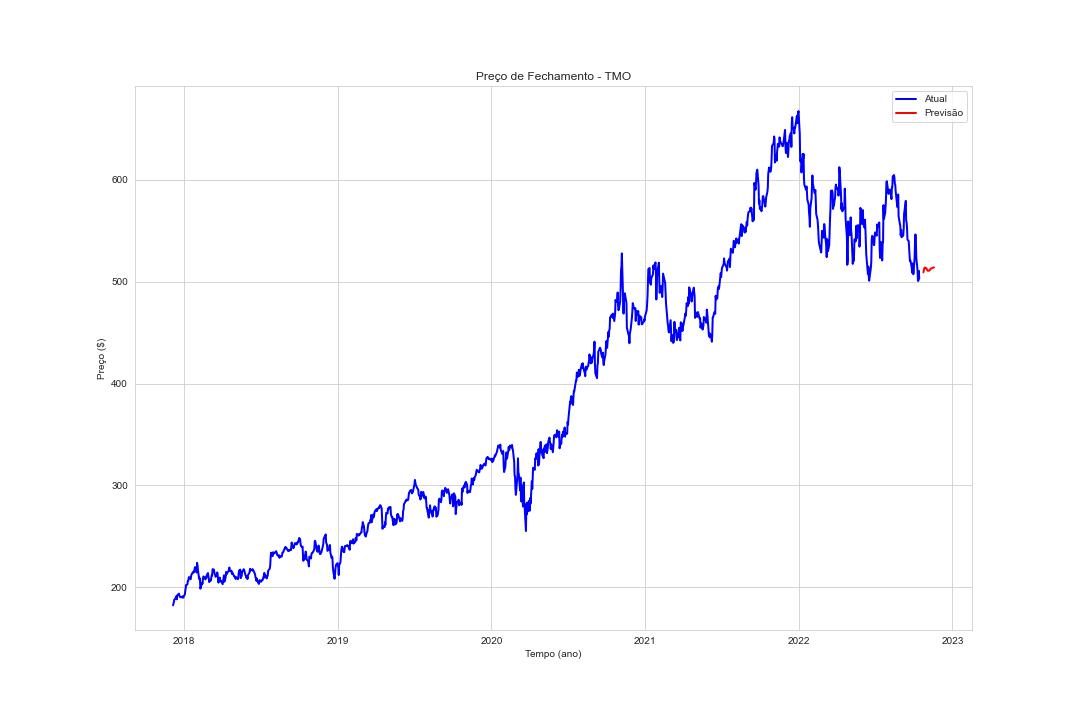 Preço de Fechamento - TMO
Atual
Previsão
Preço ($)
600
500
400
300
200
2018
2019
2020
2021
2022
2023
Tempo (ano)